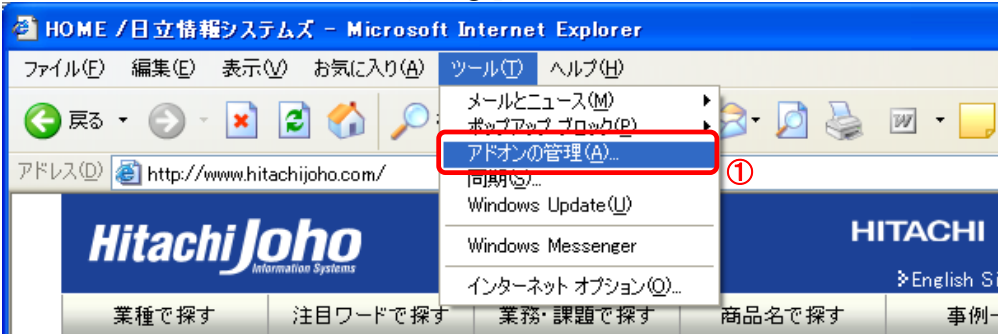 HOME /日立情報システムズ - Microsoft Internet Explorer
ファイル(F) 編集(E) 表示(V) お気に入り(A) ツール(T) ヘルプ(H)
戻る
メールとニュース(M)
ポップアップ ブロック(P)
アドオンの管理(A)...
①
同期(S)...
Windows Update(U)
Windows Messenger
インターネット オプション(O)...
アドレス(D) http://www.hitachijoho.com/
Hitachi Joho
Information Systems
HITACHI
English Si
業種で探す 注目ワードで探す 業務・課題で探す 商品名で探す 事例